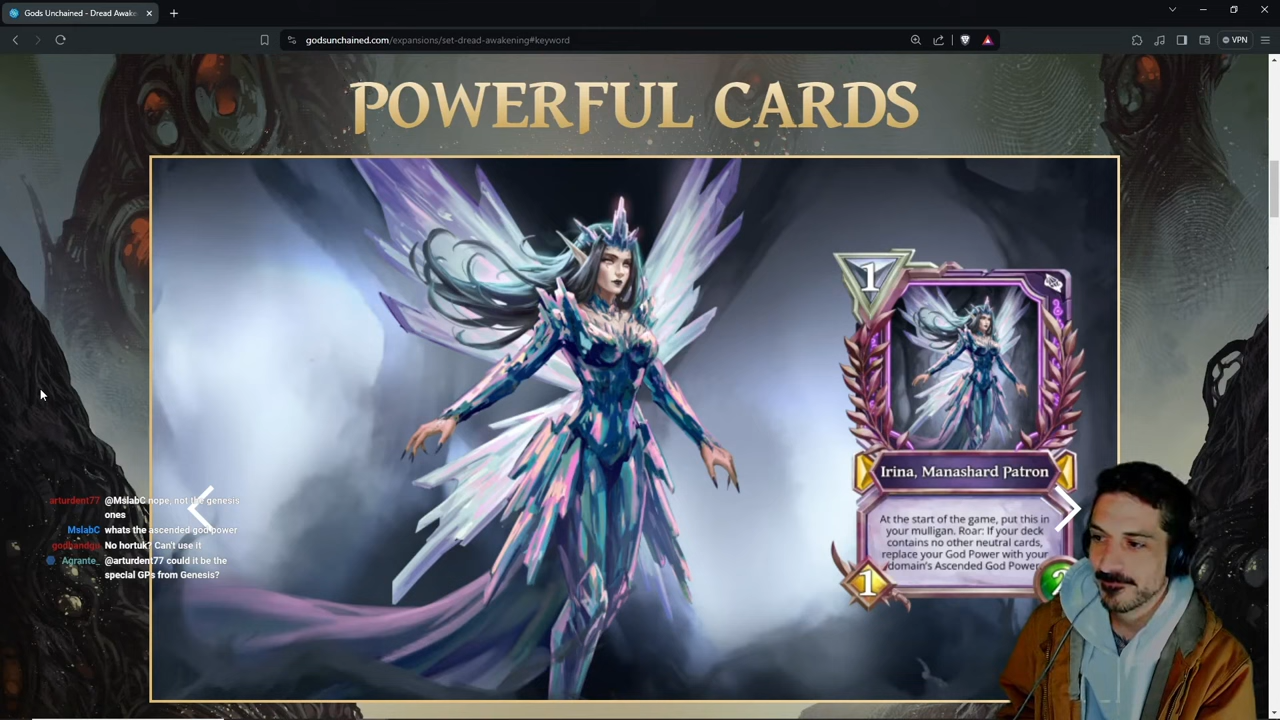 Gods Unchained - Dread Awake
godsunchained.com/expansions/set-dread-awakening#keyword
VPN
POWERFUL CARDS
1
Irina, Manashard Patron
At the start of the game, put this in
your mulligan. Roar: If your deck
contains no other neutral cards,
replace your God Power with your
domain's Ascended God Power.
1
2
arturdent77 @MslabC nope, not the genesis
ones
MslabC whats the ascended god power
No hortuk? Can't use it
Agrante_ @arturdent77 could it be the
special GPs from Genesis?